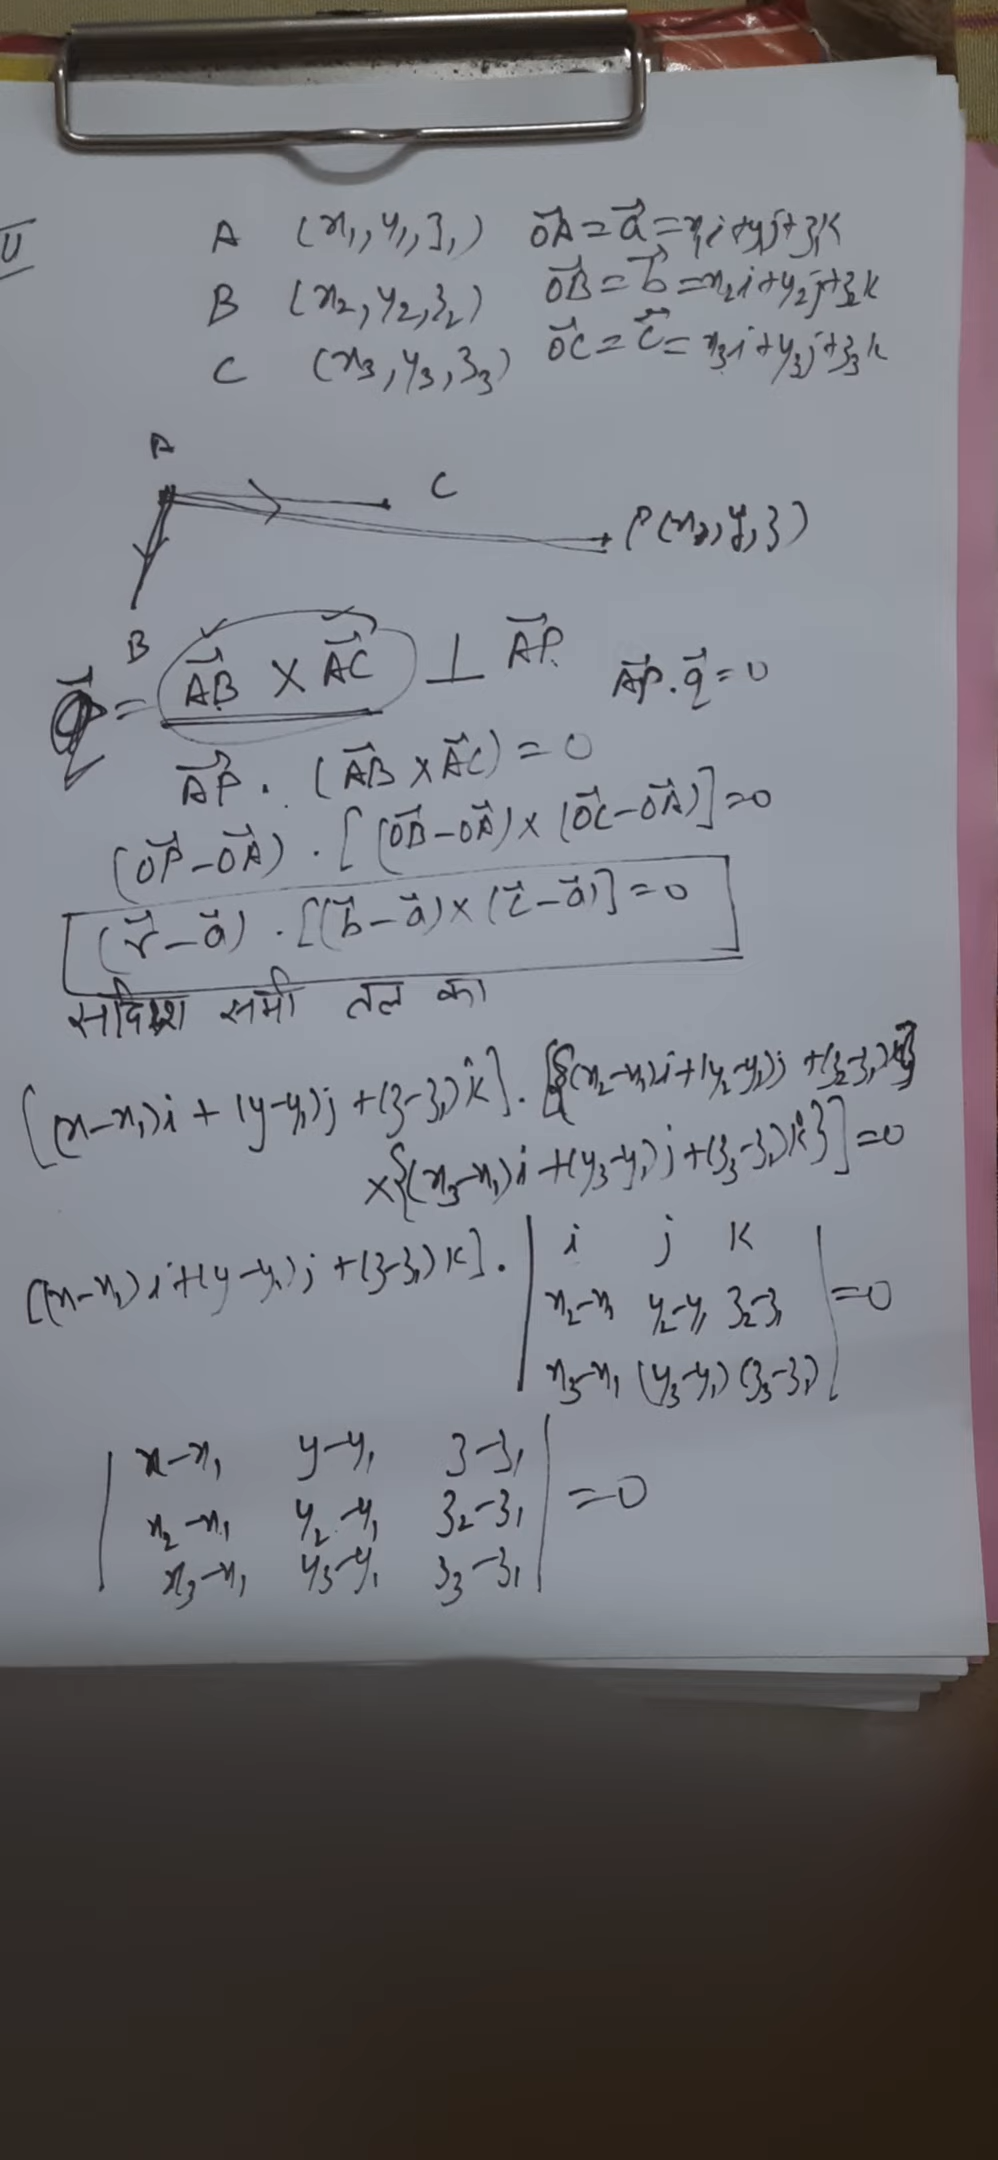 II
A (x₁, y₁, z₁) OA⃗ = a⃗ = x₁i+y₁j+z₁k
B (x₂, y₂, z₂) OB⃗ = b⃗ = x₂i+y₂j+z₂k
C (x₃, y₃, z₃) OC⃗ = c⃗ = x₃i+y₃j+z₃k
A
C
P(x, y, z)
B
q⃗ = AB⃗ × AC⃗ ⊥ AP⃗. AP⃗ . q⃗ = 0
AP⃗ . (AB⃗ × AC⃗) = 0
(OP⃗ – OA⃗) . [(OB⃗ – OA⃗) × (OC⃗ – OA⃗)] = 0
(r⃗ – a⃗) . [(b⃗ – a⃗) × (c⃗ – a⃗)] = 0
सदिश समी तल का
[(x–x₁)i + (y–y₁)j + (z–z₁)k̂]. [{(x₂–x₁)i+(y₂–y₁)j +(z₂–z₁)k}
×{(x₃–x₁)i +(y₃–y₁)j+(z₃–z₁)k}] = 0
[(x–x₁)i+(y–y₁)j +(z–z₁)k]. | i j k |
| x₂–x₁ y₂–y₁ z₂–z₁ | = 0
| x₃–x₁ (y₃–y₁) (z₃–z₁) |
| x–x₁ y–y₁ z–z₁ |
| x₂–x₁ y₂–y₁ z₂–z₁ | = 0
| x₃–x₁ y₃–y₁ z₃–z₁ |